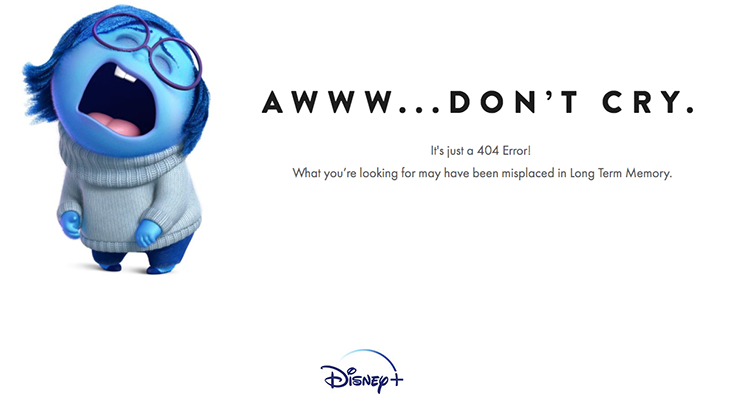 AWWW...DON’T CRY.
It's just a 404 Error!
What you’re looking for may have been misplaced in Long Term Memory.
Disney+